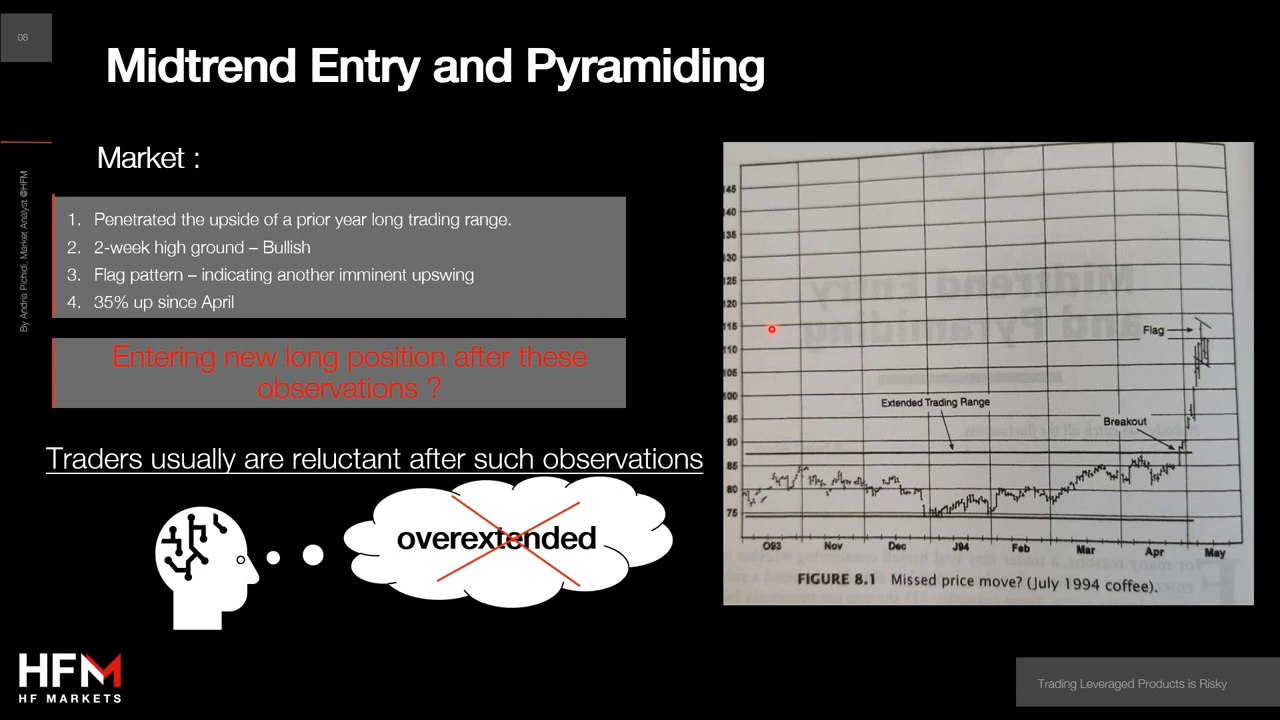 08
Midtrend Entry and Pyramiding
By Andria Pichidi, Market Analyst @HFM
Market :
1. Penetrated the upside of a prior year long trading range.
2. 2-week high ground – Bullish
3. Flag pattern – indicating another imminent upswing
4. 35% up since April
Entering new long position after these
observations ?
Traders usually are reluctant after such observations
overextended
HFM
HF MARKETS
145
140
135
130
125
120
115
110
105
100
95
90
85
80
75
Flag
Extended Trading Range
Breakout
O93 Nov Dec J94 Feb Mar Apr May
FIGURE 8.1 Missed price move? (July 1994 coffee).
Trading Leveraged Products is Risky